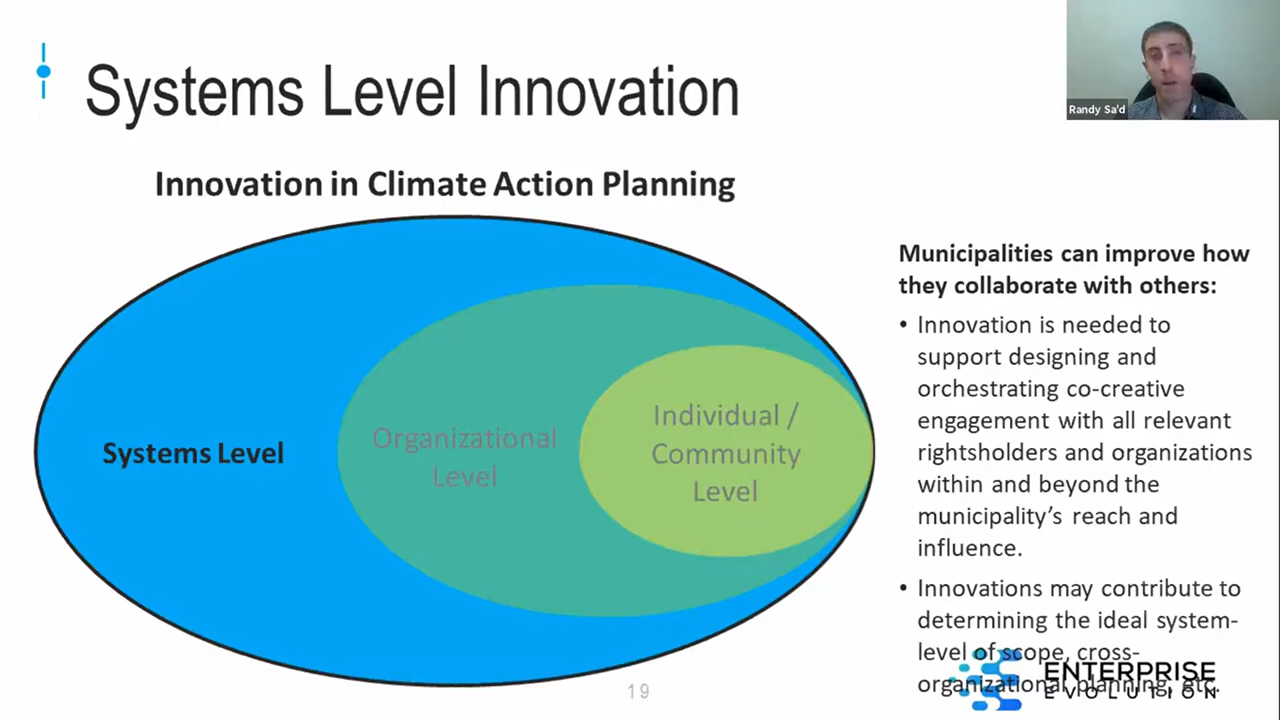 Systems Level Innovation
Randy Sa'd
Innovation in Climate Action Planning
Systems Level
Organizational
Level
Individual /
Community
Level
Municipalities can improve how
they collaborate with others:
• Innovation is needed to
support designing and
orchestrating co-creative
engagement with all relevant
rightsholders and organizations
within and beyond the
municipality’s reach and
influence.
• Innovations may contribute to
determining the ideal system-
level of scope, cross-
organizational planning, etc.
ENTERPRISE
EVOLUTION
19